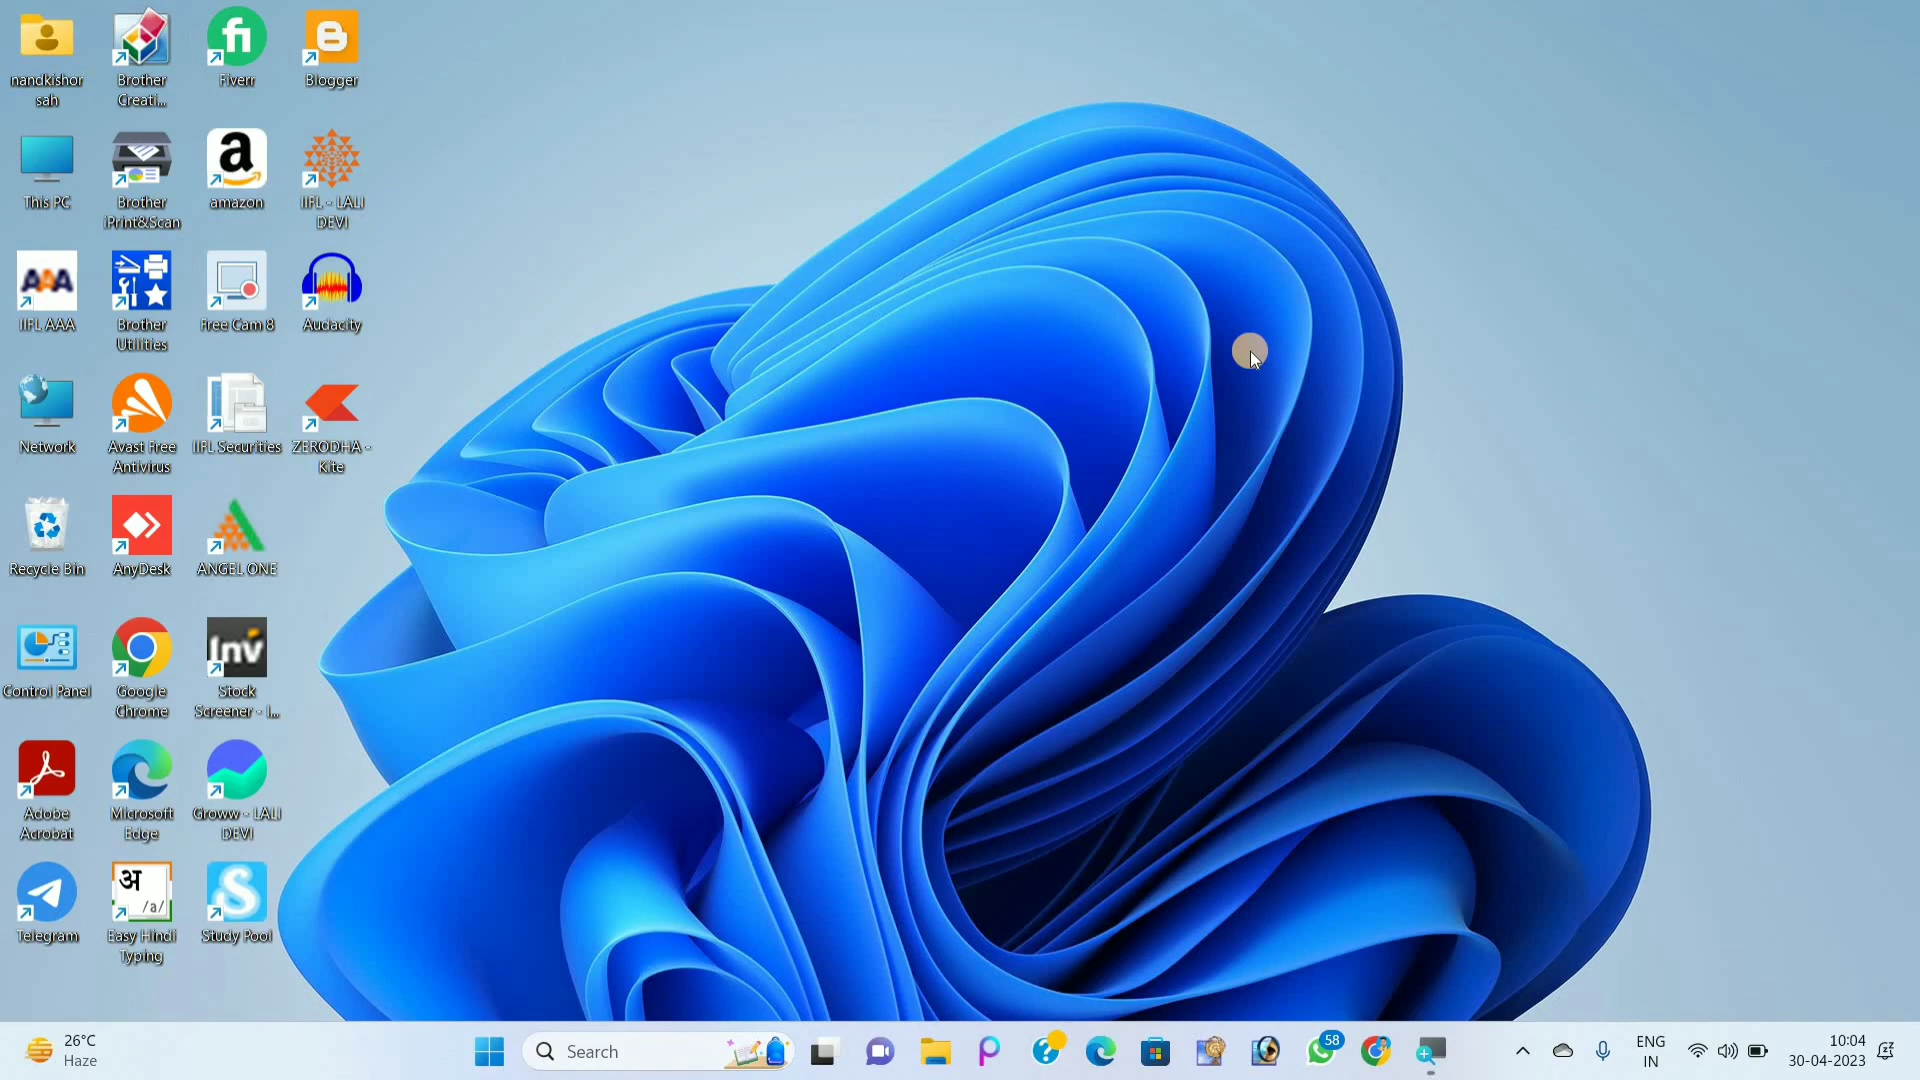 nandkishor
sah
Brother
Creati...
Fiverr
Blogger
This PC
Brother
iPrint&Scan
amazon
IIFL - LALI
DEVI
IIFL AAA
Brother
Utilities
Free Cam 8
Audacity
Network
Avast Free
Antivirus
IIFL Securities
ZERODHA -
Kite
Recycle Bin
AnyDesk
ANGEL ONE
Control Panel
Google
Chrome
Inv
Stock
Screener - I...
Adobe
Acrobat
Microsoft
Edge
Groww - LALI
DEVI
अ
/a/
Telegram
Easy Hindi
Typing
Study Pool
26°C
Haze
Search
58
ENG
IN
10:04
30-04-2023